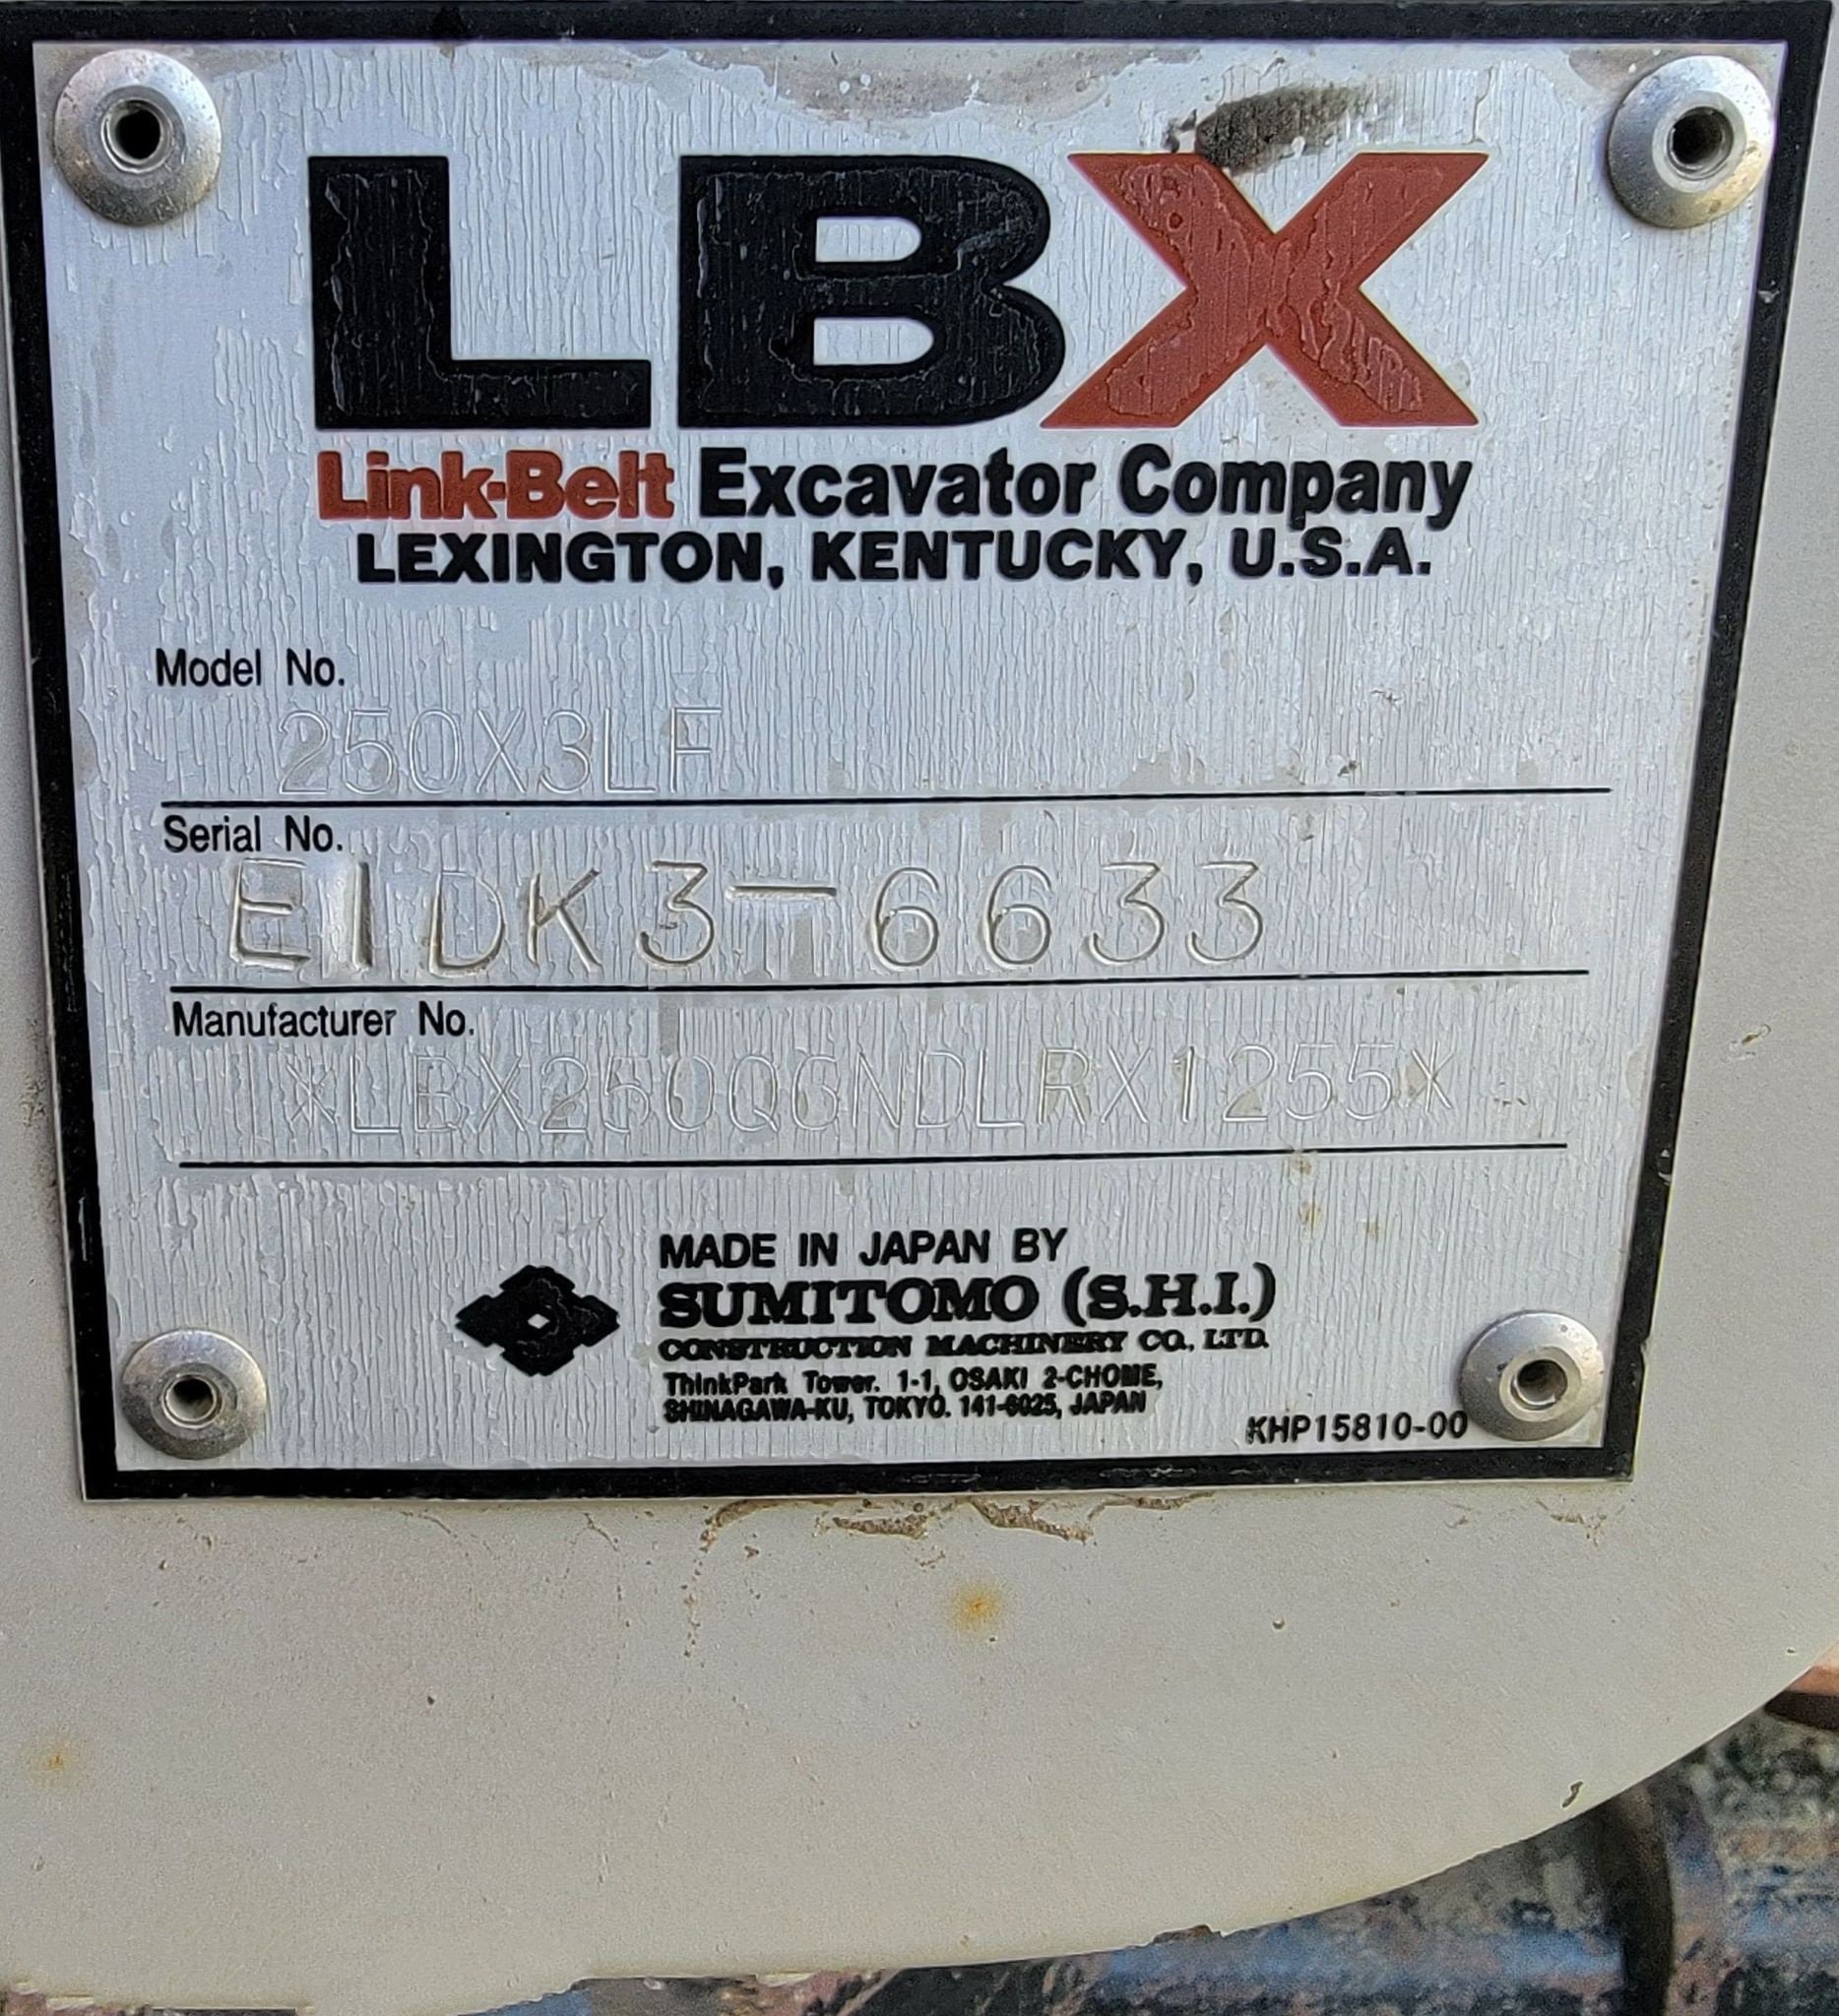 LBX
Link-Belt Excavator Company
LEXINGTON, KENTUCKY, U.S.A.
Model No.
250X3LF
Serial No.
EIDK3-6633
Manufacturer No.
*LBX250QGNDLRX1255*
MADE IN JAPAN BY
SUMITOMO (S.H.I.)
CONSTRUCTION MACHINERY CO., LTD.
ThinkPark Tower. 1-1, OSAKI 2-CHOME,
SHINAGAWA-KU, TOKYO. 141-6025, JAPAN
KHP15810-00